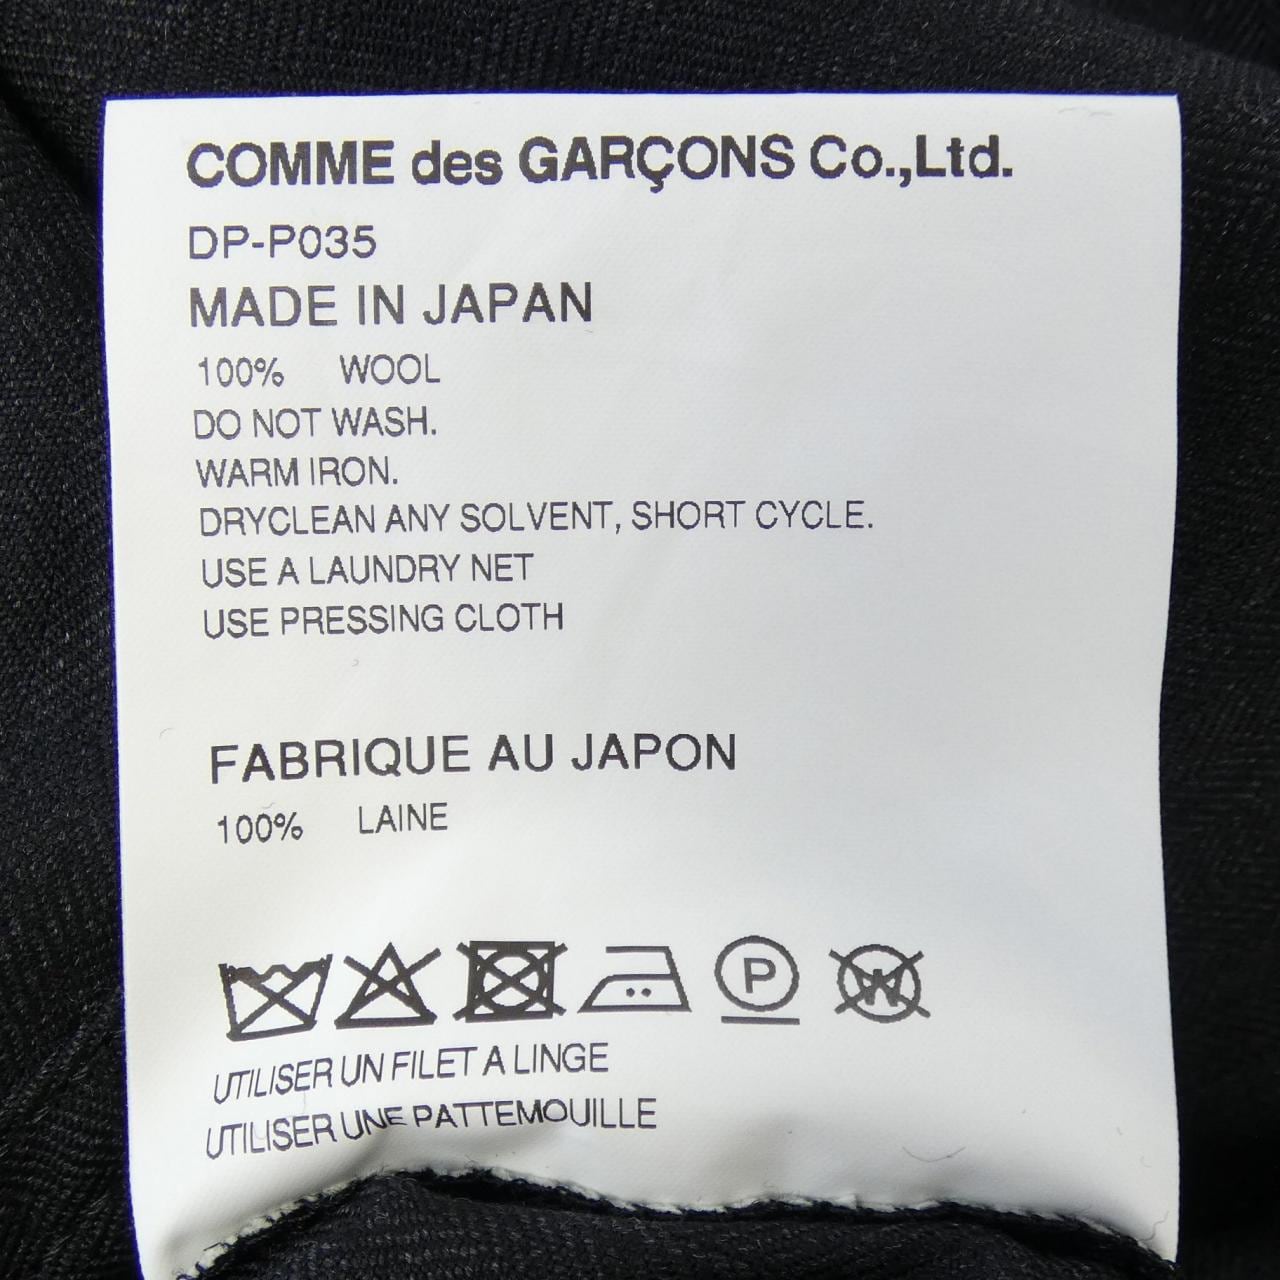 COMME des GARÇONS Co.,Ltd.
DP-P035
MADE IN JAPAN
100% WOOL
DO NOT WASH.
WARM IRON.
DRYCLEAN ANY SOLVENT, SHORT CYCLE.
USE A LAUNDRY NET
USE PRESSING CLOTH
FABRIQUE AU JAPON
100% LAINE
P W
UTILISER UN FILET A LINGE
UTILISER UNE PATTEMOUILLE